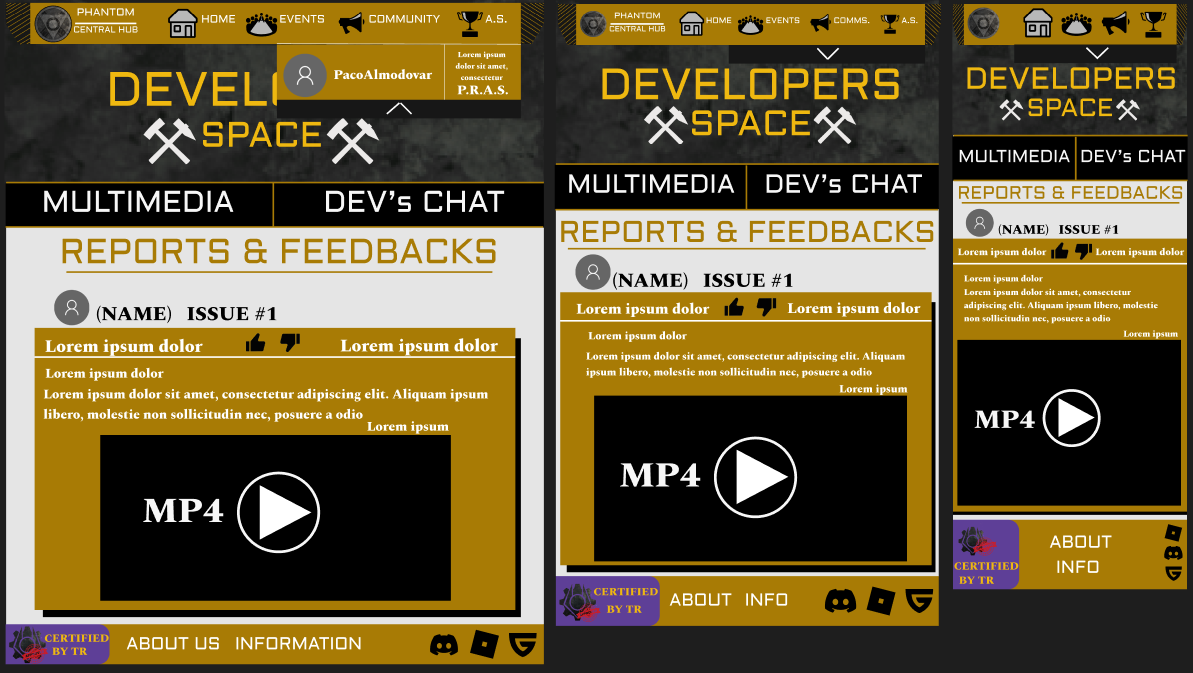 PHANTOM
CENTRAL HUB
HOME
EVENTS
COMMUNITY
A.S.
PacoAlmodovar
Lorem ipsum
dolor sit amet,
consectetur
P.R.A.S.
DEVEL
SPACE
MULTIMEDIA
DEV's CHAT
REPORTS & FEEDBACKS
(NAME) ISSUE #1
Lorem ipsum dolor
Lorem ipsum dolor
Lorem ipsum dolor
Lorem ipsum dolor sit amet, consectetur adipiscing elit. Aliquam ipsum
libero, molestie non sollicitudin nec, posuere a odio
Lorem ipsum
MP4
CERTIFIED
BY TR
ABOUT US INFORMATION
PHANTOM
CENTRAL HUB
HOME
EVENTS
COMMS.
A.S.
DEVELOPERS
SPACE
MULTIMEDIA
DEV's CHAT
REPORTS & FEEDBACKS
(NAME) ISSUE #1
Lorem ipsum dolor
Lorem ipsum dolor
Lorem ipsum dolor
Lorem ipsum dolor sit amet, consectetur adipiscing elit. Aliquam
ipsum libero, molestie non sollicitudin nec, posuere a odio
Lorem ipsum
MP4
CERTIFIED
BY TR
ABOUT INFO
DEVELOPERS
SPACE
MULTIMEDIA
DEV's CHAT
REPORTS & FEEDBACKS
(NAME) ISSUE #1
Lorem ipsum dolor
Lorem ipsum dolor
Lorem ipsum dolor
Lorem ipsum dolor sit amet, consectetur
adipiscing elit. Aliquam ipsum libero, molestie
non sollicitudin nec, posuere a odio
Lorem ipsum
MP4
CERTIFIED
BY TR
ABOUT
INFO